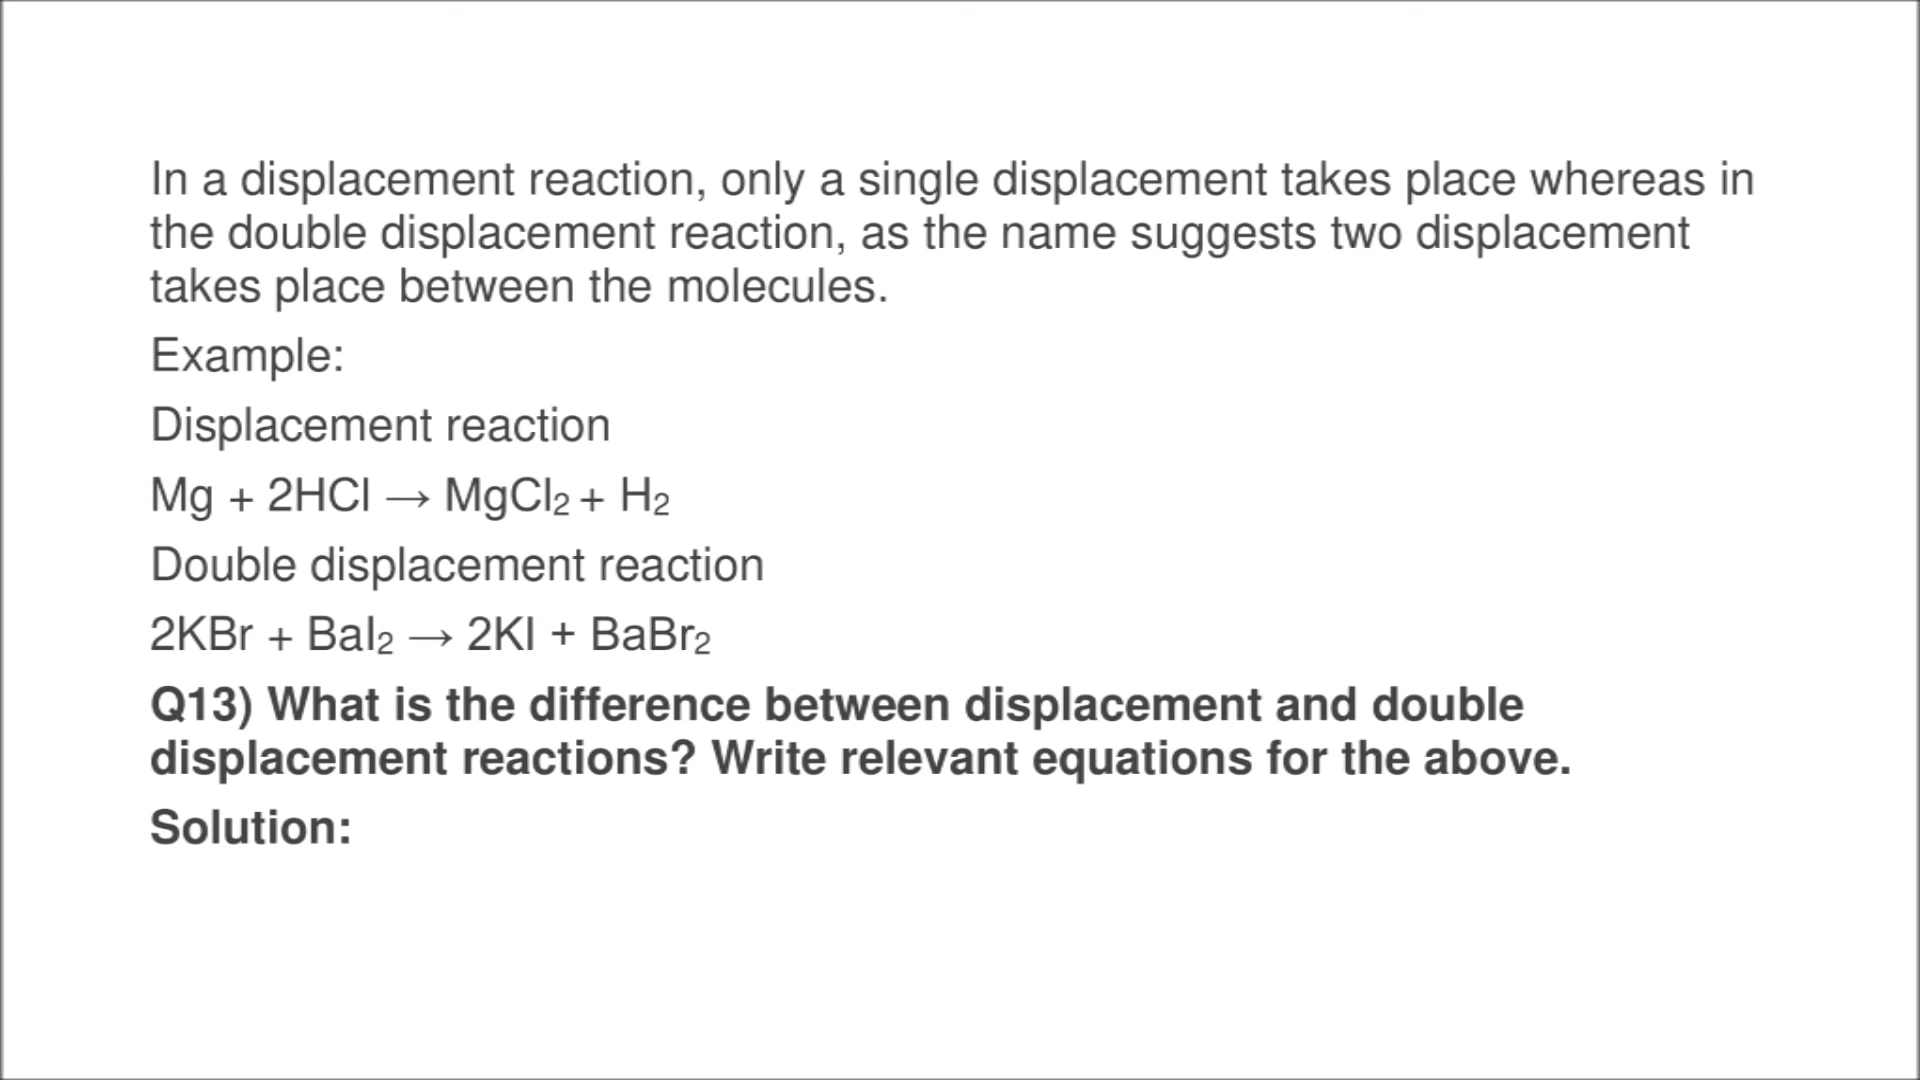 In a displacement reaction, only a single displacement takes place whereas in
the double displacement reaction, as the name suggests two displacement
takes place between the molecules.
Example:
Displacement reaction
Mg + 2HCl → MgCl₂ + H₂
Double displacement reaction
2KBr + BaI₂ → 2KI + BaBr₂
Q13) What is the difference between displacement and double
displacement reactions? Write relevant equations for the above.
Solution: